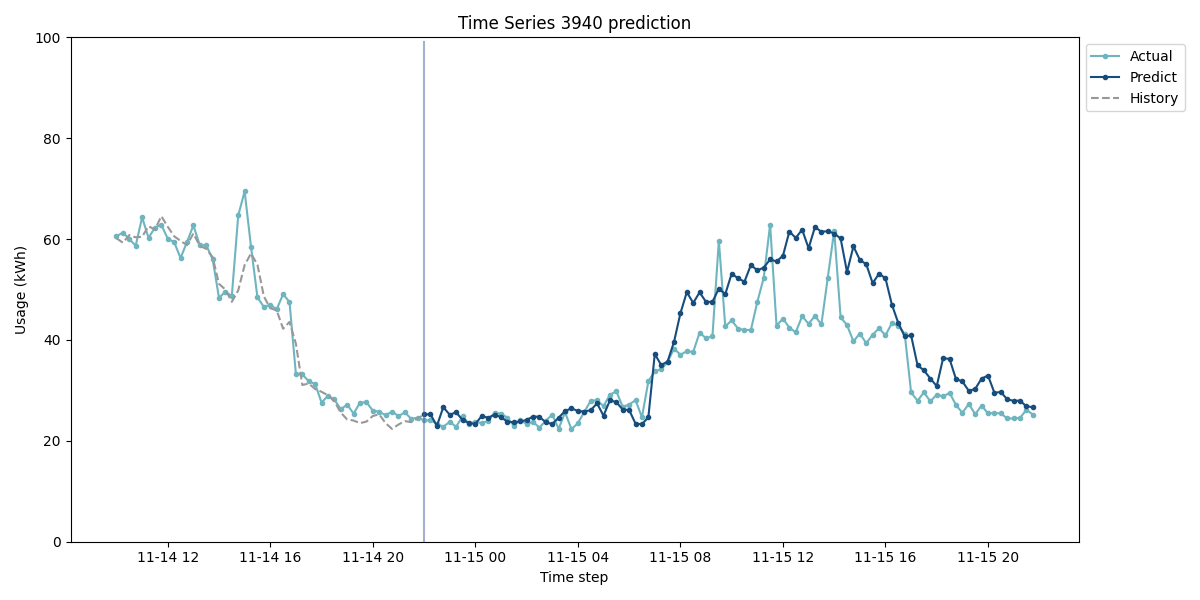 Time Series 3940 prediction
Usage (kWh)
100
80
60
40
20
0
11-14 12
11-14 16
11-14 20
11-15 00
11-15 04
11-15 08
11-15 12
11-15 16
11-15 20
Time step
Actual
Predict
History